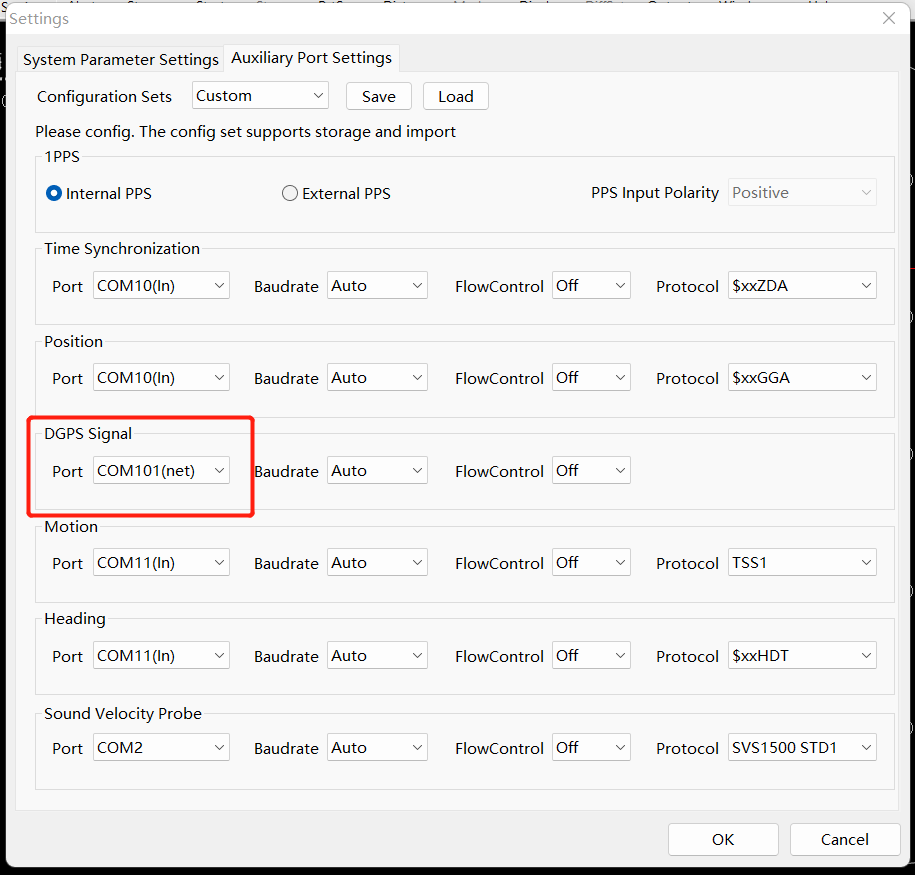 Settings
System Parameter Settings Auxiliary Port Settings
Configuration Sets Custom Save Load
Please config. The config set supports storage and import
1PPS
Internal PPS External PPS PPS Input Polarity Positive
Time Synchronization
Port COM10(In) Baudrate Auto FlowControl Off Protocol $xxZDA
Position
Port COM10(In) Baudrate Auto FlowControl Off Protocol $xxGGA
DGPS Signal
Port COM101(net) Baudrate Auto FlowControl Off
Motion
Port COM11(In) Baudrate Auto FlowControl Off Protocol TSS1
Heading
Port COM11(In) Baudrate Auto FlowControl Off Protocol $xxHDT
Sound Velocity Probe
Port COM2 Baudrate Auto FlowControl Off Protocol SVS1500 STD1
OK Cancel